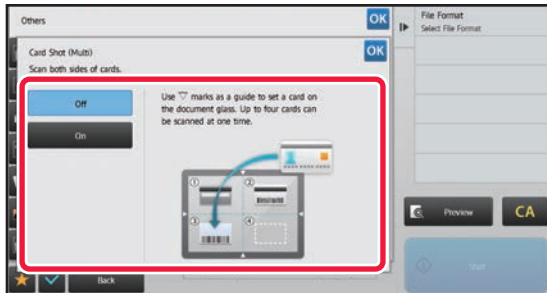 Others
OK
File Format
Select File Format
Card Shot (Multi)
OK
Scan both sides of cards.
Off
On
Use ▽ marks as a guide to set a card on
the document glass. Up to four cards can
be scanned at one time.
①
②
③
④
Preview
CA
Start
Back